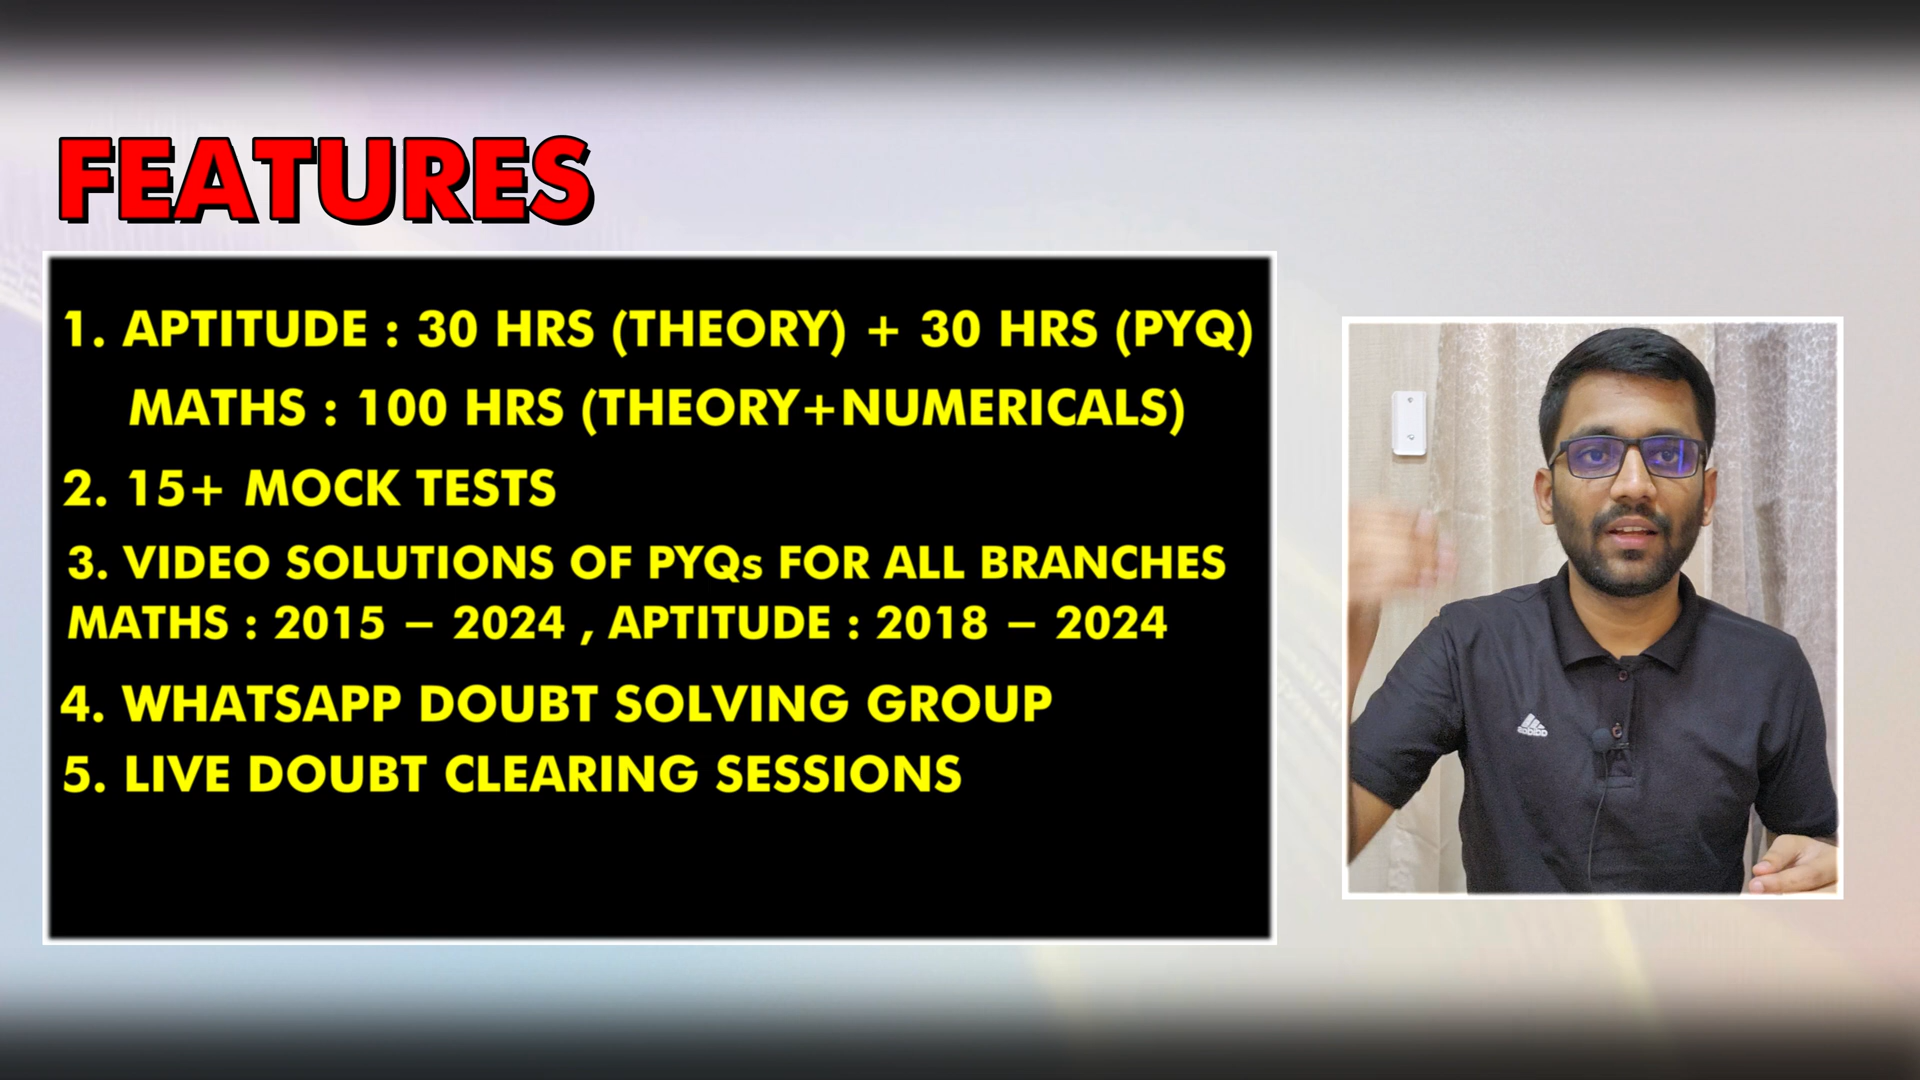 FEATURES
1. APTITUDE : 30 HRS (THEORY) + 30 HRS (PYQ)
MATHS : 100 HRS (THEORY+NUMERICALS)
2. 15+ MOCK TESTS
3. VIDEO SOLUTIONS OF PYQs FOR ALL BRANCHES
MATHS : 2015 – 2024 , APTITUDE : 2018 – 2024
4. WHATSAPP DOUBT SOLVING GROUP
5. LIVE DOUBT CLEARING SESSIONS